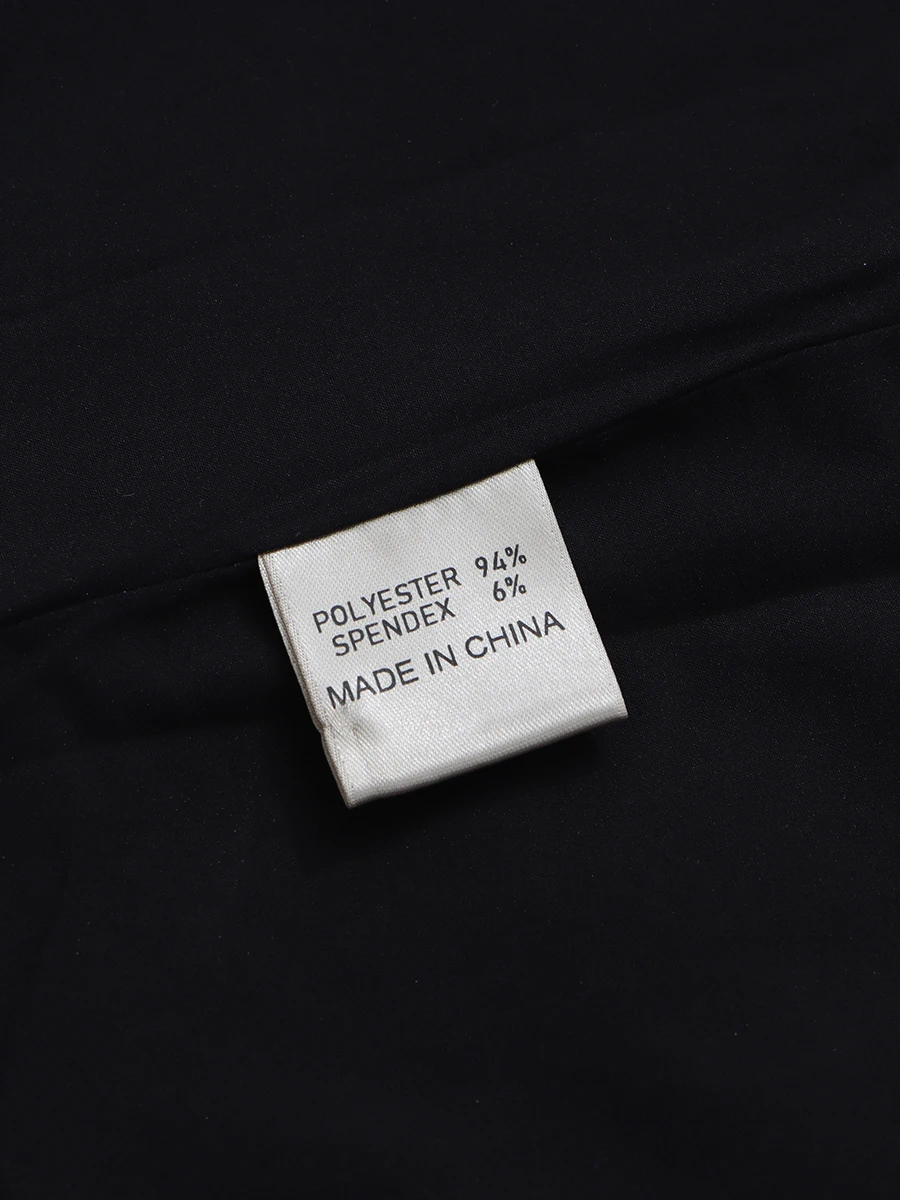 POLYESTER 94%
SPENDEX 6%
MADE IN CHINA